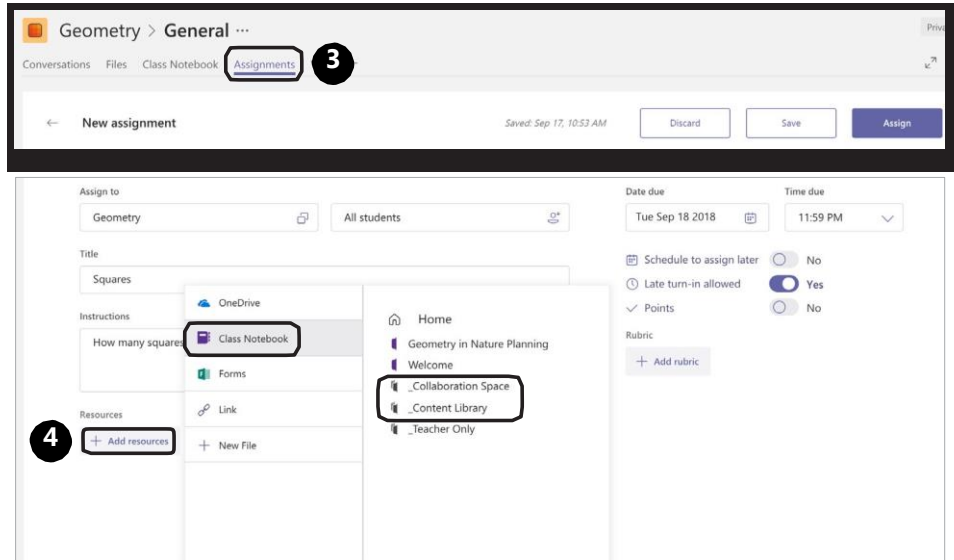 Geometry > General ...
Conversations Files Class Notebook Assignments 3
New assignment Saved: Sep 17, 10:53 AM Discard Save Assign
Assign to
Geometry All students
Title
Squares
Instructions
How many squares
Resources
4 + Add resources
OneDrive
Class Notebook
Forms
Link
+ New File
Home
Geometry in Nature Planning
Welcome
_Collaboration Space
_Content Library
_Teacher Only
Date due Time due
Tue Sep 18 2018 11:59 PM
Schedule to assign later No
Late turn-in allowed Yes
Points No
Rubric
+ Add rubric